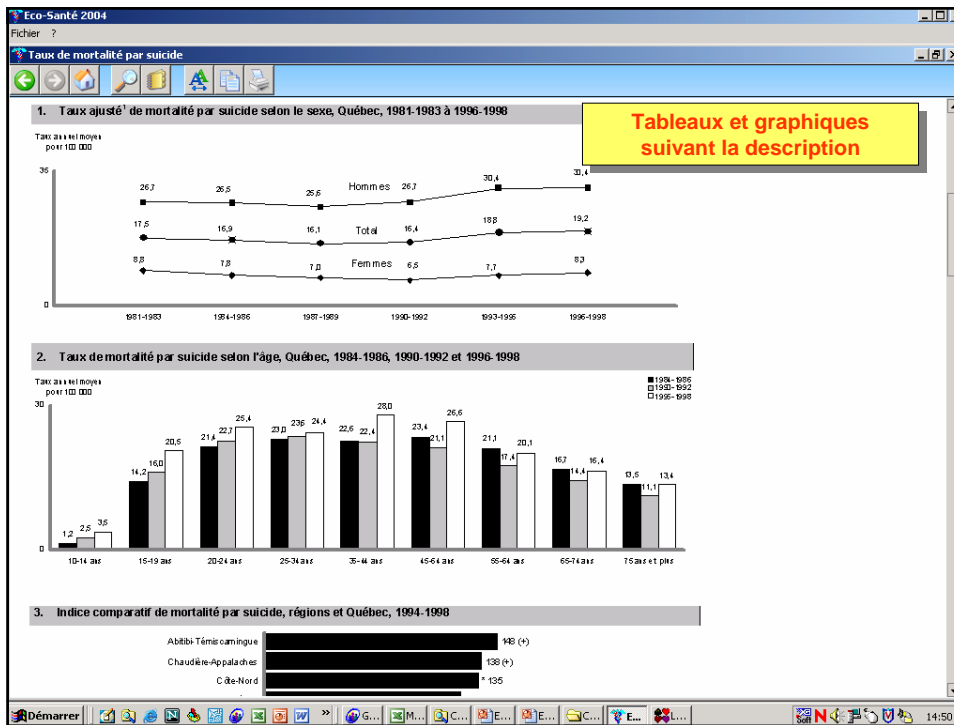 Eco-Santé 2004
Fichier ?
Taux de mortalité par suicide
1. Taux ajusté¹ de mortalité par suicide selon le sexe, Québec, 1981-1983 à 1996-1998
Tableaux et graphiques
suivant la description
Taux annuel moyen
pour 100 000
35
26,7 26,5 25,6 Hommes 26,7 30,4 30,4
17,5 16,9 16,1 Total 16,4 18,8 19,2
8,8 7,8 7,0 Femmes 6,5 7,7 8,3
0
1981-1983 1984-1986 1987-1989 1990-1992 1993-1995 1996-1998
2. Taux de mortalité par suicide selon l'âge, Québec, 1984-1986, 1990-1992 et 1996-1998
Taux annuel moyen
pour 100 000
1984-1986
1990-1992
1996-1998
30
1,2 2,5 3,5 14,2 16,0 20,5 21,4 22,7 25,4 23,0 23,6 24,4 22,6 22,4 28,0 23,4 21,1 26,6 21,1 17,4 20,1 16,7 14,4 16,4 13,5 11,1 13,4
0
10-14 ans 15-19 ans 20-24 ans 25-34 ans 35-44 ans 45-54 ans 55-64 ans 65-74 ans 75 ans et plus
3. Indice comparatif de mortalité par suicide, régions et Québec, 1994-1998
Abitibi-Témiscamingue 148 (+)
Chaudière-Appalaches 138 (+)
Côte-Nord * 135
Démarrer » G... M... C... E... E... C... E... L... 14:50